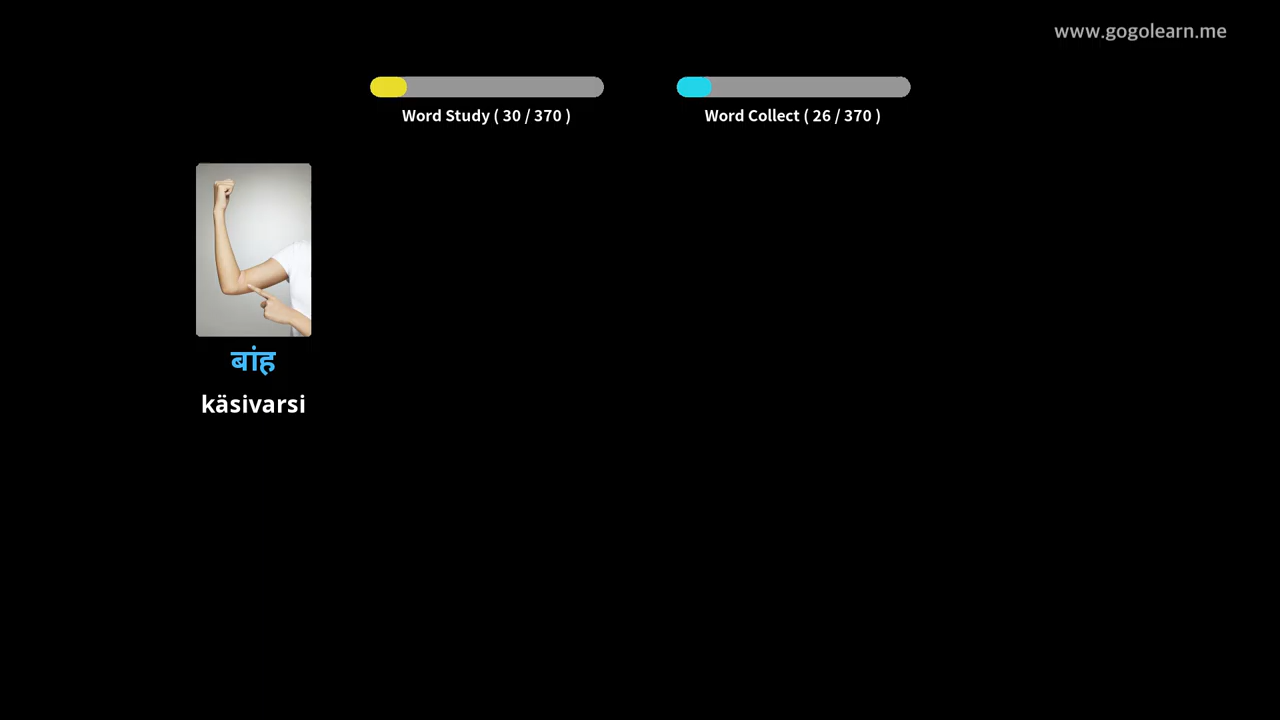 www.gogolearn.me
Word Study ( 30 / 370 )
Word Collect ( 26 / 370 )
बांह
käsivarsi